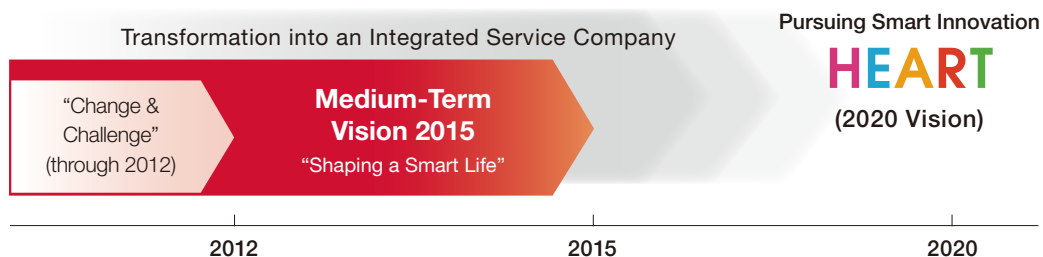 Transformation into an Integrated Service Company
Pursuing Smart Innovation
HEART
(2020 Vision)
“Change &
Challenge”
(through 2012)
Medium-Term
Vision 2015
“Shaping a Smart Life”
2012
2015
2020